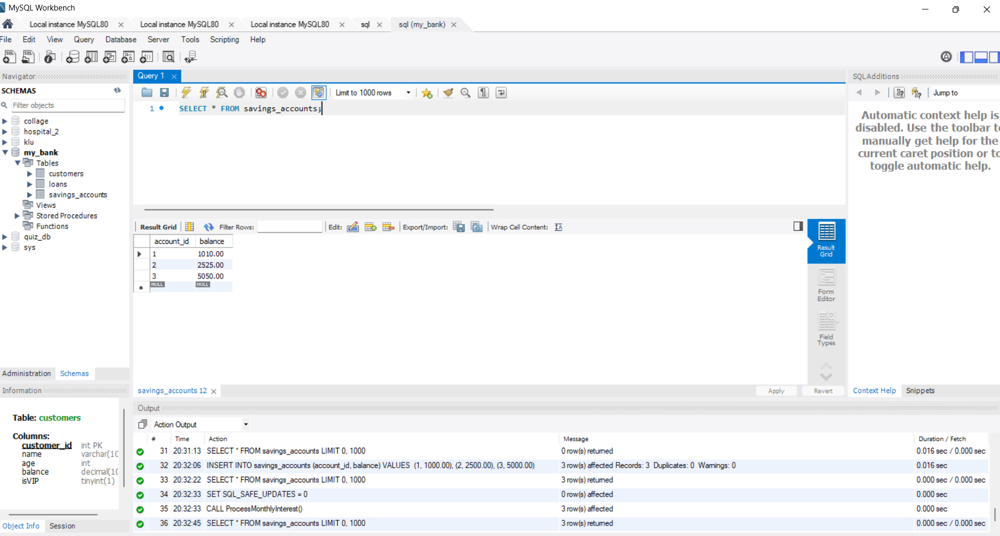 MySQL Workbench
Local instance MySQL80 Local instance MySQL80 Local instance MySQL80 sql sql (my_bank)
File Edit View Query Database Server Tools Scripting Help
Navigator
SCHEMAS
Filter objects
collage
hospital_2
klu
my_bank
Tables
customers
loans
savings_accounts
Views
Stored Procedures
Functions
quiz_db
sys
Administration Schemas
Information
Table: customers
Columns:
customer_id int PK
name varchar(10
age int
balance decimal(10
isVIP tinyint(1)
Object Info Session
Query 1
Limit to 1000 rows
1 SELECT * FROM savings_accounts;
Result Grid Filter Rows: Edit: Export/Import: Wrap Cell Content:
account_id balance
1 1010.00
2 2525.00
3 5050.00
NULL NULL
Result
Grid
Form
Editor
Field
Types
savings_accounts 12 Apply Revert
SQLAdditions
Jump to
Automatic context help is
disabled. Use the toolbar to
manually get help for the
current caret position or to
toggle automatic help.
Context Help Snippets
Output
Action Output
# Time Action Message Duration / Fetch
31 20:31:13 SELECT * FROM savings_accounts LIMIT 0, 1000 0 row(s) returned 0.016 sec / 0.000 sec
32 20:32:06 INSERT INTO savings_accounts (account_id, balance) VALUES (1, 1000.00), (2, 2500.00), (3, 5000.00) 3 row(s) affected Records: 3 Duplicates: 0 Warnings: 0 0.016 sec
33 20:32:22 SELECT * FROM savings_accounts LIMIT 0, 1000 3 row(s) returned 0.000 sec / 0.000 sec
34 20:32:33 SET SQL_SAFE_UPDATES = 0 0 row(s) affected 0.000 sec
35 20:32:33 CALL ProcessMonthlyInterest() 3 row(s) affected 0.000 sec
36 20:32:45 SELECT * FROM savings_accounts LIMIT 0, 1000 3 row(s) returned 0.000 sec / 0.000 sec